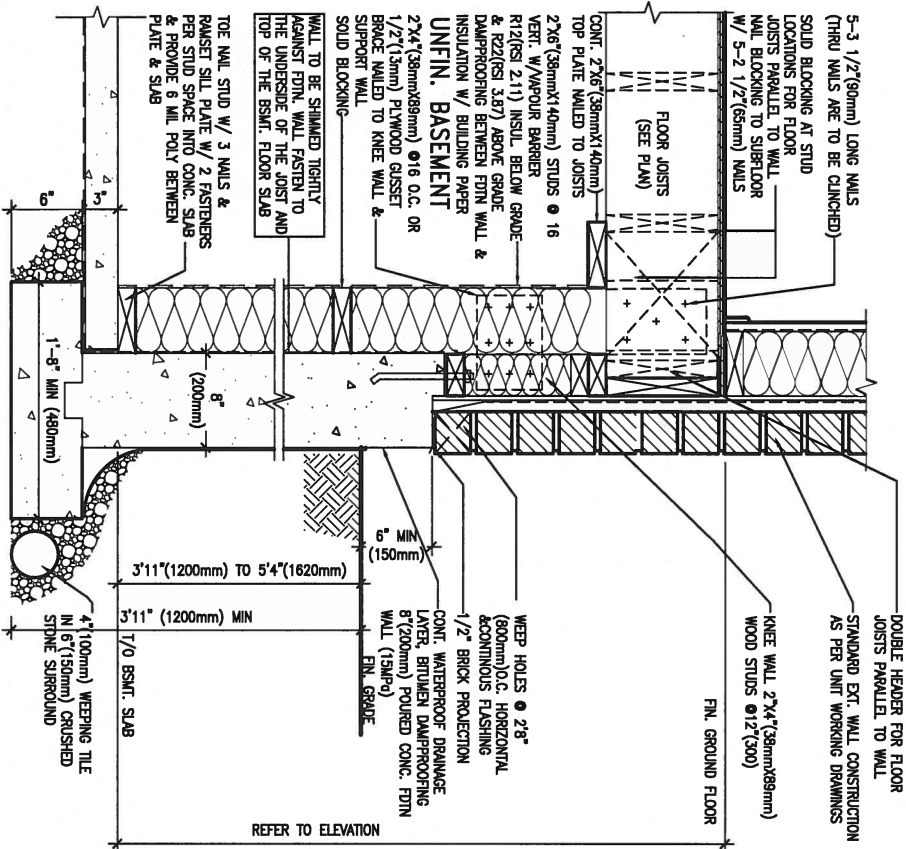 5-3 1/2"(90mm) LONG NAILS
(THRU NAILS ARE TO BE CLINCHED)
SOLID BLOCKING AT STUD
LOCATIONS FOR FLOOR
JOISTS PARALLEL TO WALL
NAIL BLOCKING TO SUBFLOOR
W/ 5-2 1/2"(65mm) NAILS
FLOOR JOISTS
(SEE PLAN)
CONT. 2"X6"(38mmX140mm)
TOP PLATE NAILED TO JOISTS
2"X6"(38mmX140mm) STUDS @ 16
VERT. W/VAPOUR BARRIER
R12(RSI 2.11) INSUL BELOW GRADE
& R22(RSI 3.87) ABOVE GRADE
DAMPPROOFING BETWEEN FDTN WALL &
INSULATION W/ BUILDING PAPER
UNFIN. BASEMENT
2"X4"(38mmX89mm) @16 O.C. OR
1/2"(13mm) PLYWOOD GUSSET
BRACE NAILED TO KNEE WALL &
SUPPORT WALL
SOLID BLOCKING
WALL TO BE SHIMMED TIGHTLY
AGAINST FDTN. WALL FASTEN TO
THE UNDERSIDE OF THE JOIST AND
TOP OF THE BSMT. FLOOR SLAB
TOE NAIL STUD W/ 3 NAILS &
RAMSET SILL PLATE W/ 2 FASTENERS
PER STUD SPACE INTO CONC. SLAB
& PROVIDE 6 MIL POLY BETWEEN
PLATE & SLAB
6"
3"
8"
(200mm)
1'-8" MIN (480mm)
DOUBLE HEADER FOR FLOOR
JOISTS PARALLEL TO WALL
STANDARD EXT. WALL CONSTRUCTION
AS PER UNIT WORKING DRAWINGS
KNEE WALL 2"X4"(38mmX89mm)
WOOD STUDS @12"(300)
FIN. GROUND FLOOR
WEEP HOLES @ 2'8"
(800mm)O.C. HORIZONTAL
&CONTINOUS FLASHING
1/2" BRICK PROJECTION
CONT. WATERPROOF DRAINAGE
LAYER, BITUMEN DAMPPROOFING
8"(200mm) POURED CONC. FDTN
WALL (15MPa)
6" MIN
(150mm)
FIN. GRADE
3'11"(1200mm) TO 5'4"(1620mm)
3'11" (1200mm) MIN
T/O BSMT. SLAB
4"(100mm) WEEPING TILE
IN 6"(150mm) CRUSHED
STONE SURROUND
REFER TO ELEVATION